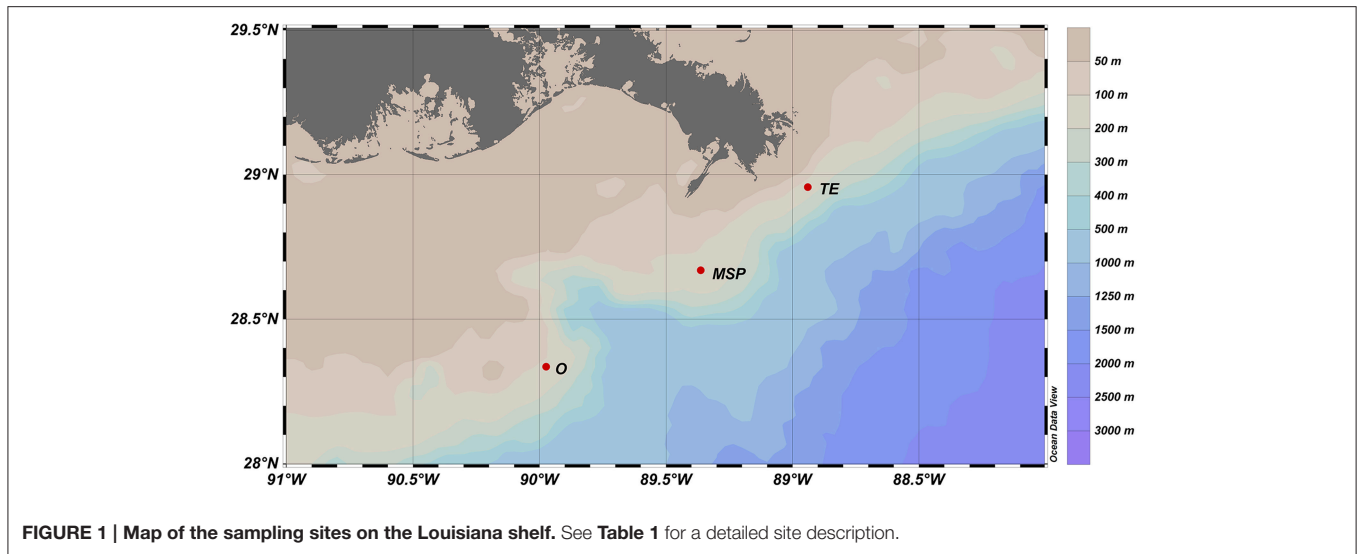 29.5°N
29°N
28.5°N
28°N
91°W
90.5°W
90°W
89.5°W
89°W
88.5°W
TE
MSP
O
50 m
100 m
200 m
300 m
400 m
500 m
1000 m
1250 m
1500 m
2000 m
2500 m
3000 m
Ocean Data View
FIGURE 1 | Map of the sampling sites on the Louisiana shelf. See Table 1 for a detailed site description.